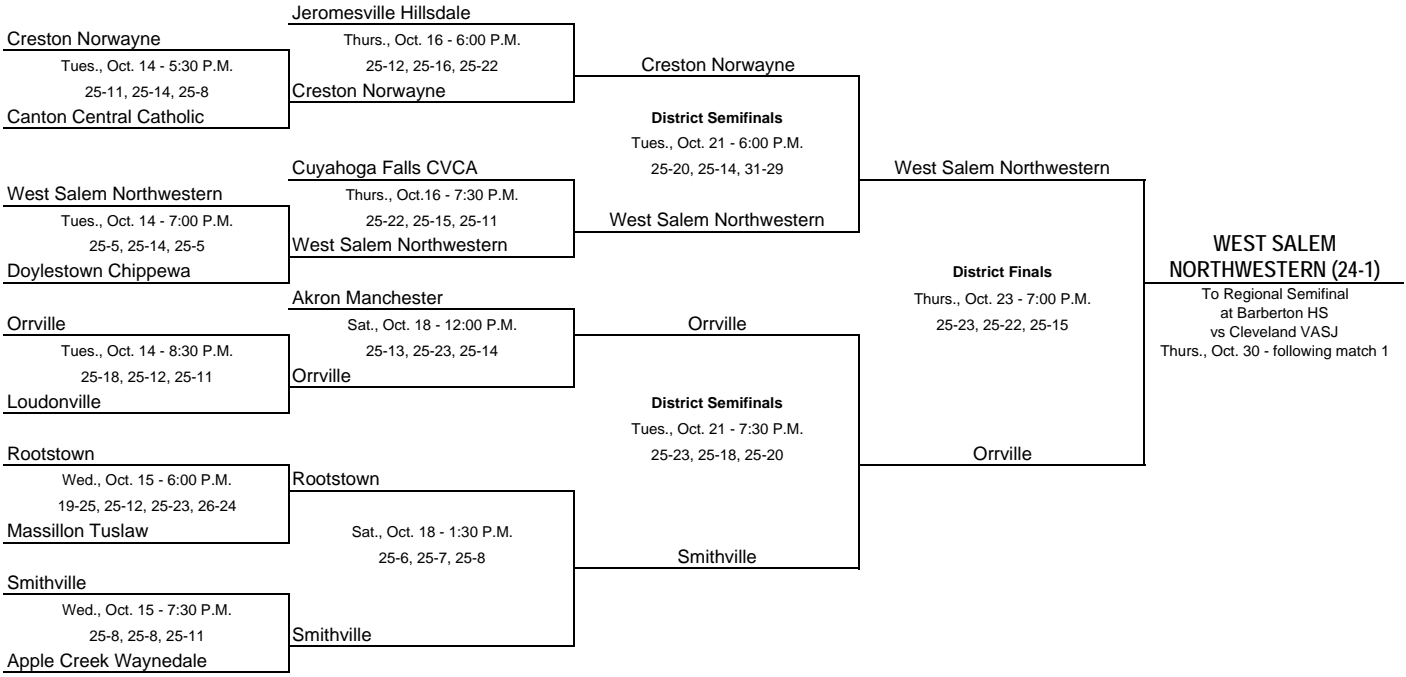 Jeromesville Hillsdale
Creston Norwayne
Thurs., Oct. 16 - 6:00 P.M.
Tues., Oct. 14 - 5:30 P.M.
25-12, 25-16, 25-22
Creston Norwayne
25-11, 25-14, 25-8
Creston Norwayne
Canton Central Catholic
District Semifinals
Tues., Oct. 21 - 6:00 P.M.
Cuyahoga Falls CVCA
25-20, 25-14, 31-29
West Salem Northwestern
West Salem Northwestern
Thurs., Oct.16 - 7:30 P.M.
Tues., Oct. 14 - 7:00 P.M.
25-22, 25-15, 25-11
West Salem Northwestern
25-5, 25-14, 25-5
West Salem Northwestern
WEST SALEM
NORTHWESTERN (24-1)
Doylestown Chippewa
District Finals
Akron Manchester
Thurs., Oct. 23 - 7:00 P.M.
To Regional Semifinal
at Barberton HS
vs Cleveland VASJ
Thurs., Oct. 30 - following match 1
Orrville
Sat., Oct. 18 - 12:00 P.M.
Orrville
25-23, 25-22, 25-15
Tues., Oct. 14 - 8:30 P.M.
25-13, 25-23, 25-14
25-18, 25-12, 25-11
Orrville
Loudonville
District Semifinals
Tues., Oct. 21 - 7:30 P.M.
Rootstown
25-23, 25-18, 25-20
Orrville
Wed., Oct. 15 - 6:00 P.M.
Rootstown
19-25, 25-12, 25-23, 26-24
Massillon Tuslaw
Sat., Oct. 18 - 1:30 P.M.
25-6, 25-7, 25-8
Smithville
Smithville
Wed., Oct. 15 - 7:30 P.M.
25-8, 25-8, 25-11
Smithville
Apple Creek Waynedale